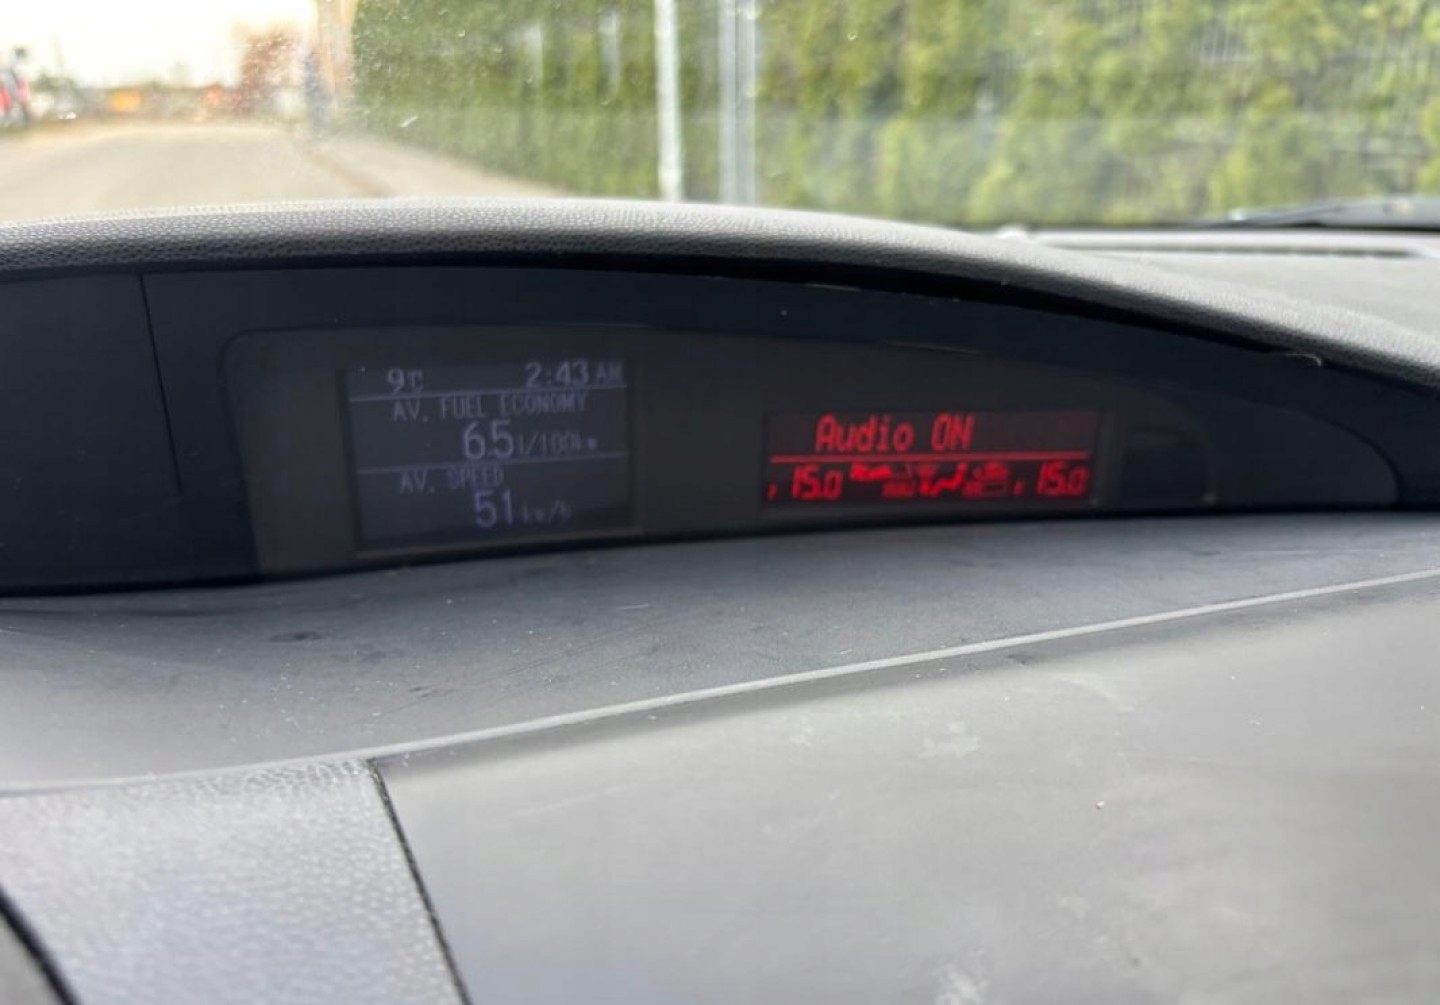 9°C 2:43 AM
AV. FUEL ECONOMY
6.5 l/100km
AV. SPEED
51 km/h
Audio ON
15.0 15.0